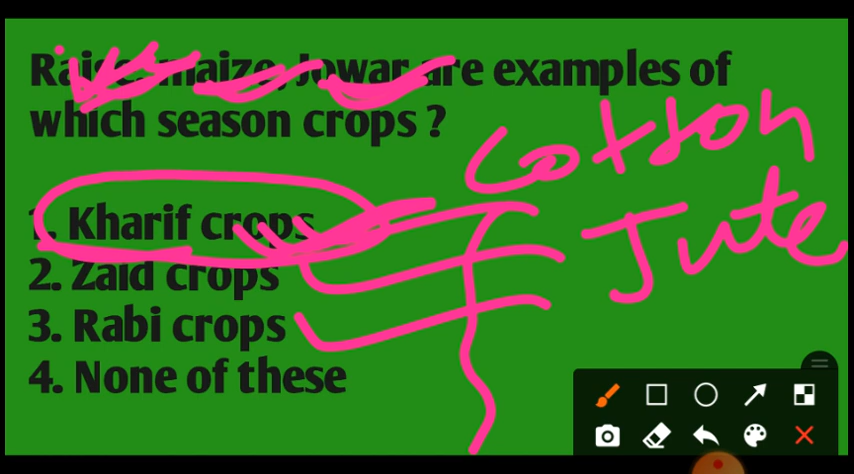 Raise, maize, Jowar are examples of
which season crops ?
Cotton
1. Kharif crops
Jute
2. Zaid crops
3. Rabi crops
4. None of these